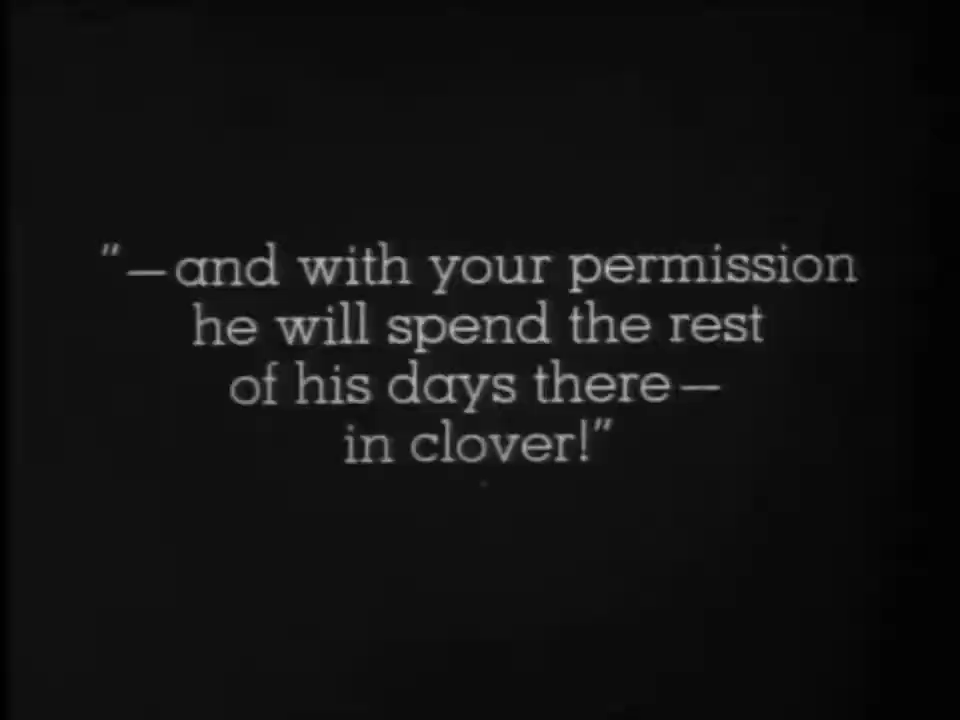 "—and with your permission
he will spend the rest
of his days there—
in clover!"